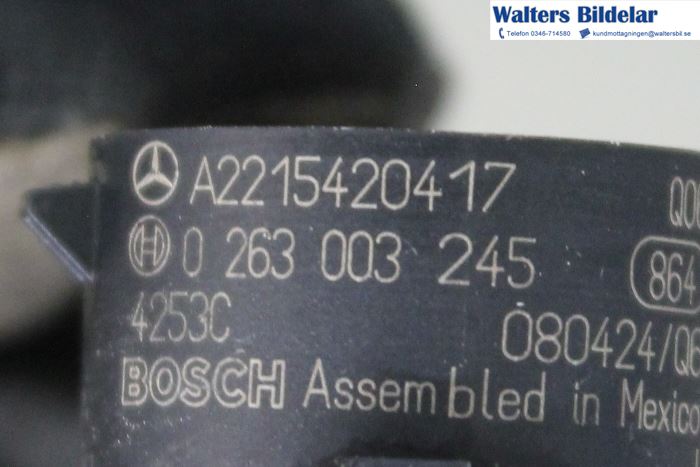 Walters Bildelar
Telefon 0346-714580 kundmottagningen@waltersbil.se
A2215420417
0 263 003 245
864
4253C
080424/Q6
BOSCH Assembled in Mexico